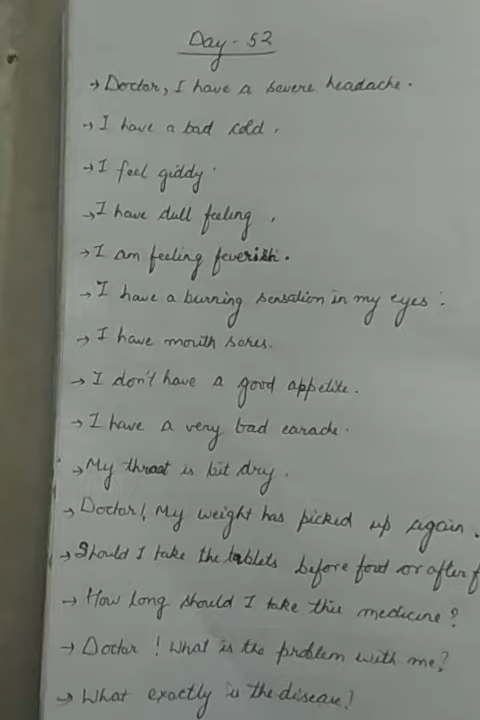 Day - 52
→ Doctor, I have a severe headache.
→ I have a bad cold.
→ I feel giddy.
→ I have dull feeling.
→ I am feeling feverish.
→ I have a burning sensation in my eyes.
→ I have mouth sores.
→ I don't have a good appetite.
→ I have a very bad earache.
→ My throat is bit dry.
→ Doctor! My weight has picked up again.
→ Should I take the tablets before food or after f
→ How long should I take this medicine?
→ Doctor! What is the problem with me?
→ What exactly is the disease?